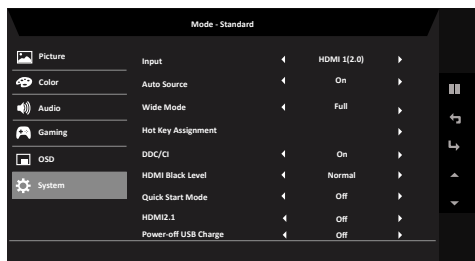 Mode - Standard
Picture
Color
Audio
Gaming
OSD
System
Input HDMI 1(2.0)
Auto Source On
Wide Mode Full
Hot Key Assignment
DDC/CI On
HDMI Black Level Normal
Quick Start Mode Off
HDMI2.1 Off
Power-off USB Charge Off